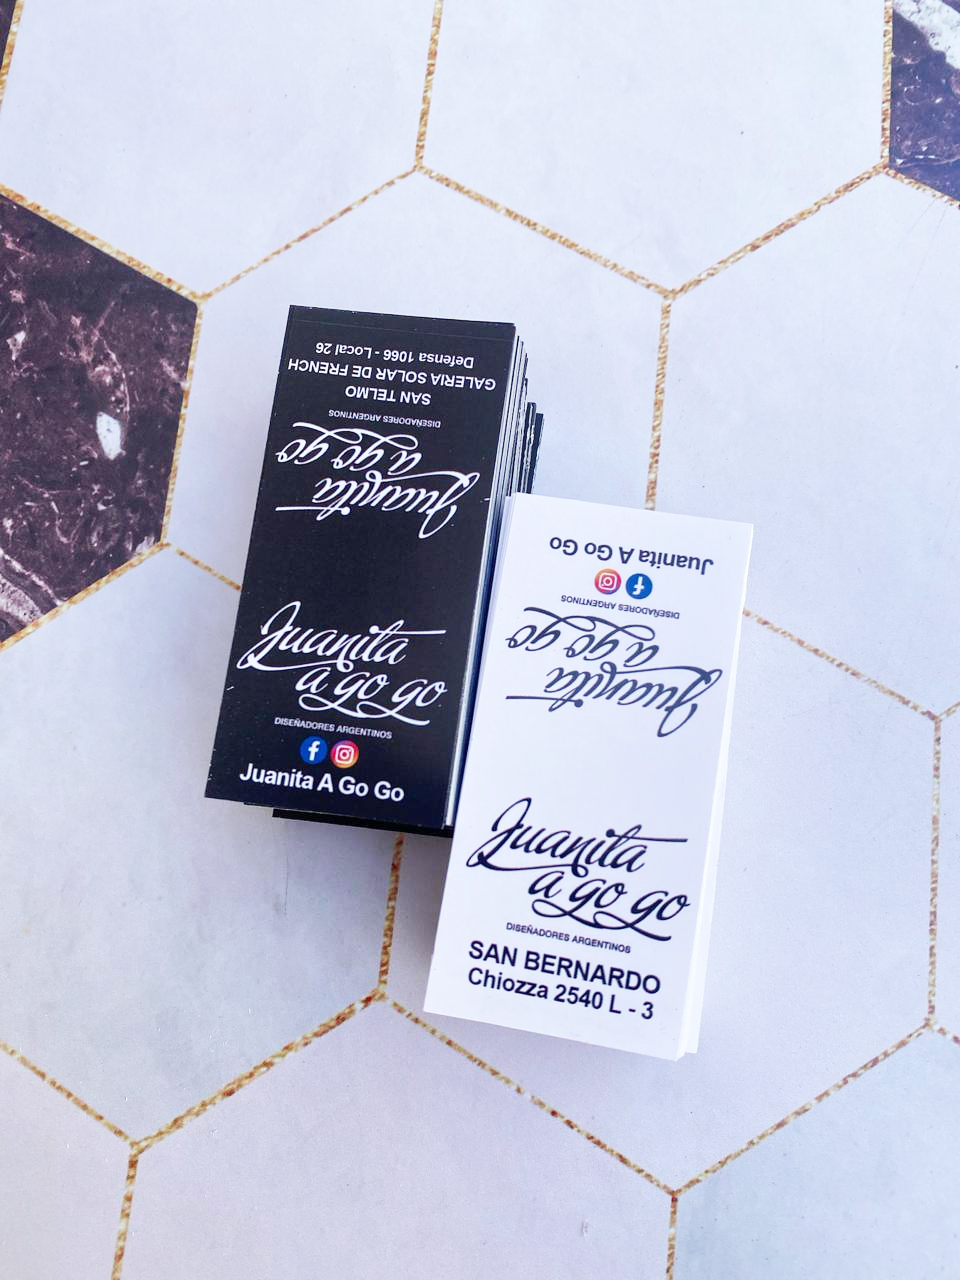 Defensa 1066 - Local 26
GALERIA SOLAR DE FRENCH
SAN TELMO
DISEÑADORES ARGENTINOS
Juanita
a go go
Juanita
a go go
DISEÑADORES ARGENTINOS
Juanita A Go Go
Juanita A Go Go
DISEÑADORES ARGENTINOS
Juanita
a go go
Juanita
a go go
DISEÑADORES ARGENTINOS
SAN BERNARDO
Chiozza 2540 L - 3